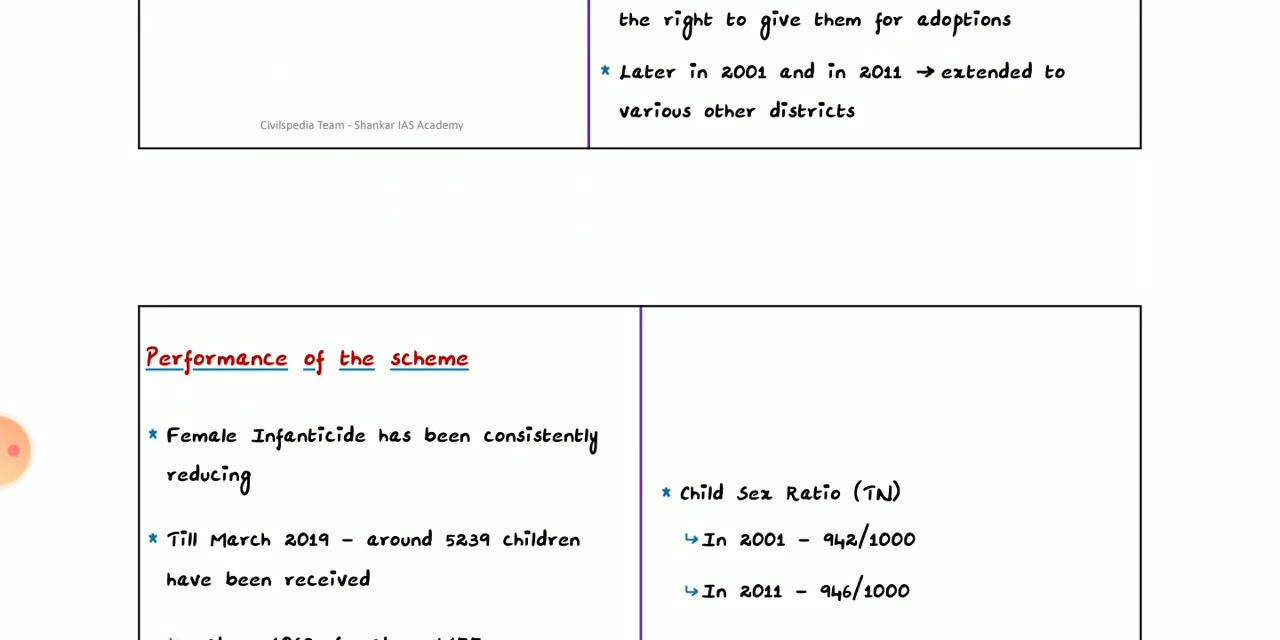 the right to give them for adoptions
* Later in 2001 and in 2011 → extended to
various other districts
Civilspedia Team - Shankar IAS Academy
Performance of the scheme
* Female Infanticide has been consistently
reducing
* Till March 2019 - around 5239 children
have been received
* Child Sex Ratio (TN)
↳ In 2001 - 942/1000
↳ In 2011 - 946/1000